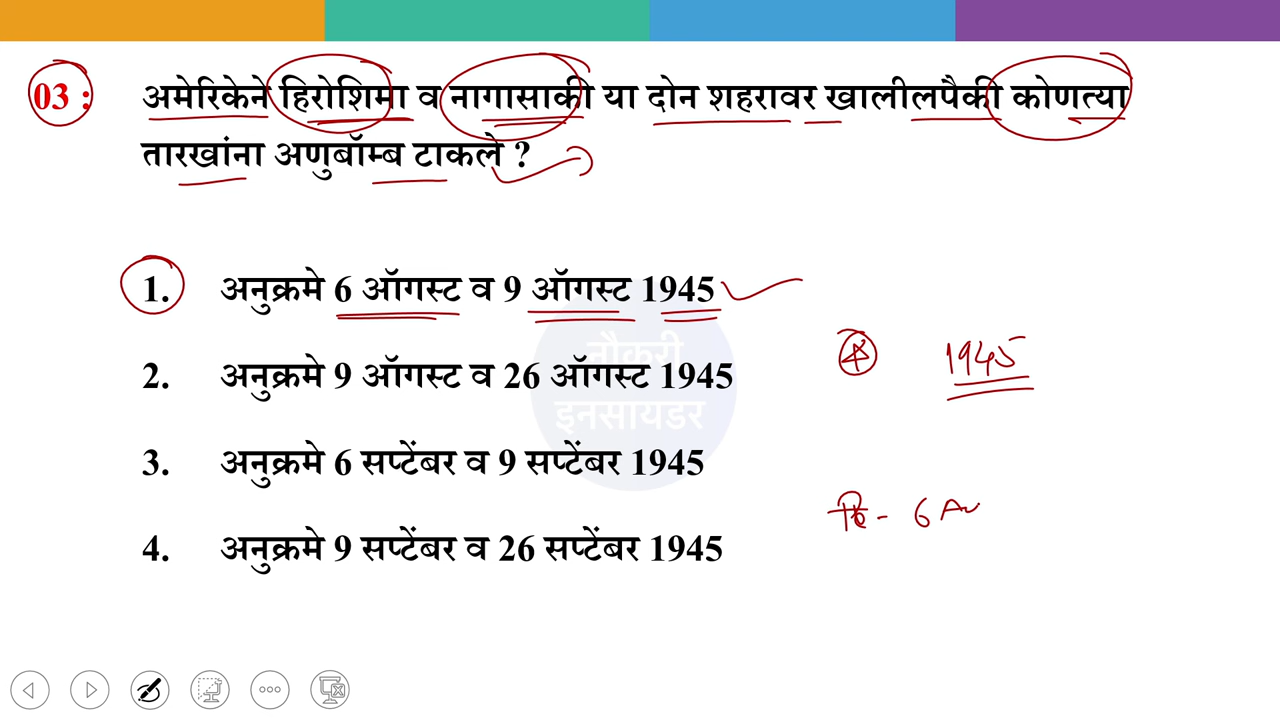 03 :
अमेरिकेने हिरोशिमा व नागासाकी या दोन शहरावर खालीलपैकी कोणत्या
तारखांना अणुबॉम्ब टाकले ?
1. अनुक्रमे 6 ऑगस्ट व 9 ऑगस्ट 1945
2. अनुक्रमे 9 ऑगस्ट व 26 ऑगस्ट 1945
3. अनुक्रमे 6 सप्टेंबर व 9 सप्टेंबर 1945
4. अनुक्रमे 9 सप्टेंबर व 26 सप्टेंबर 1945
नौकरी
इनसायडर
1945
हि - 6 Au